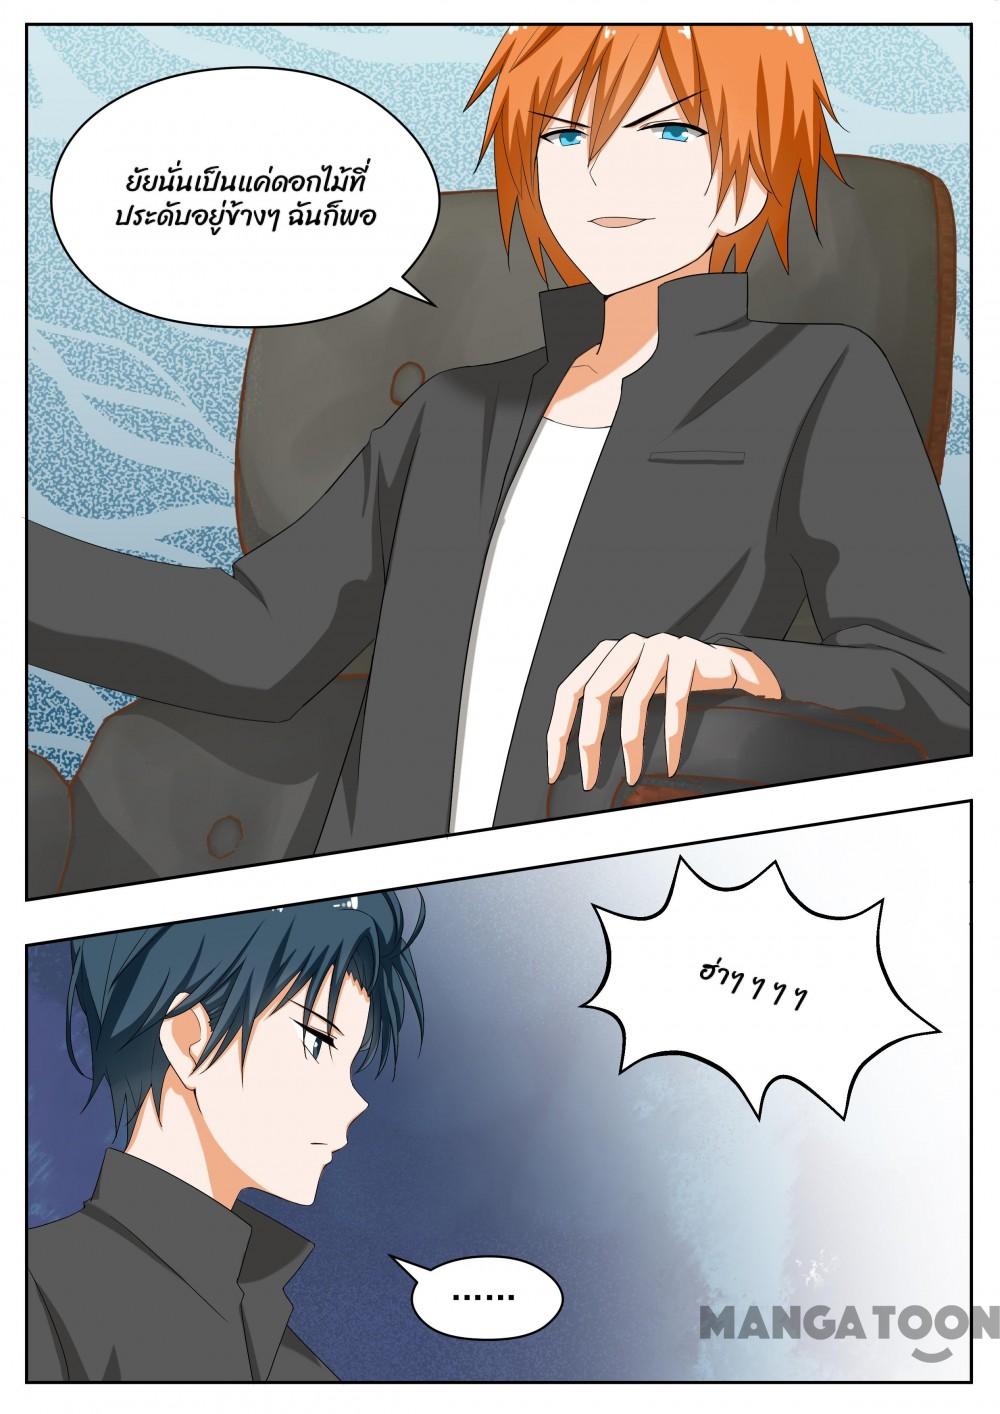 ยัยนั่นเป็นแค่ดอกไม้ที่
ประดับอยู่ข้างๆ ฉันก็พอ
ฮ่าๆ ๆ ๆ ๆ
......
MANGATOON